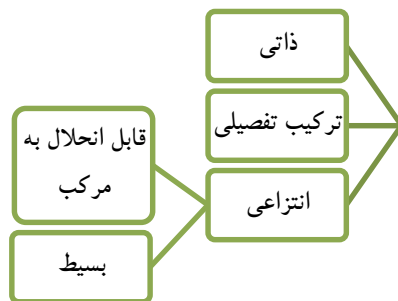 ذاتی
ترکیب تفصیلی
انتزاعی
قابل انحلال به
مرکب
بسیط